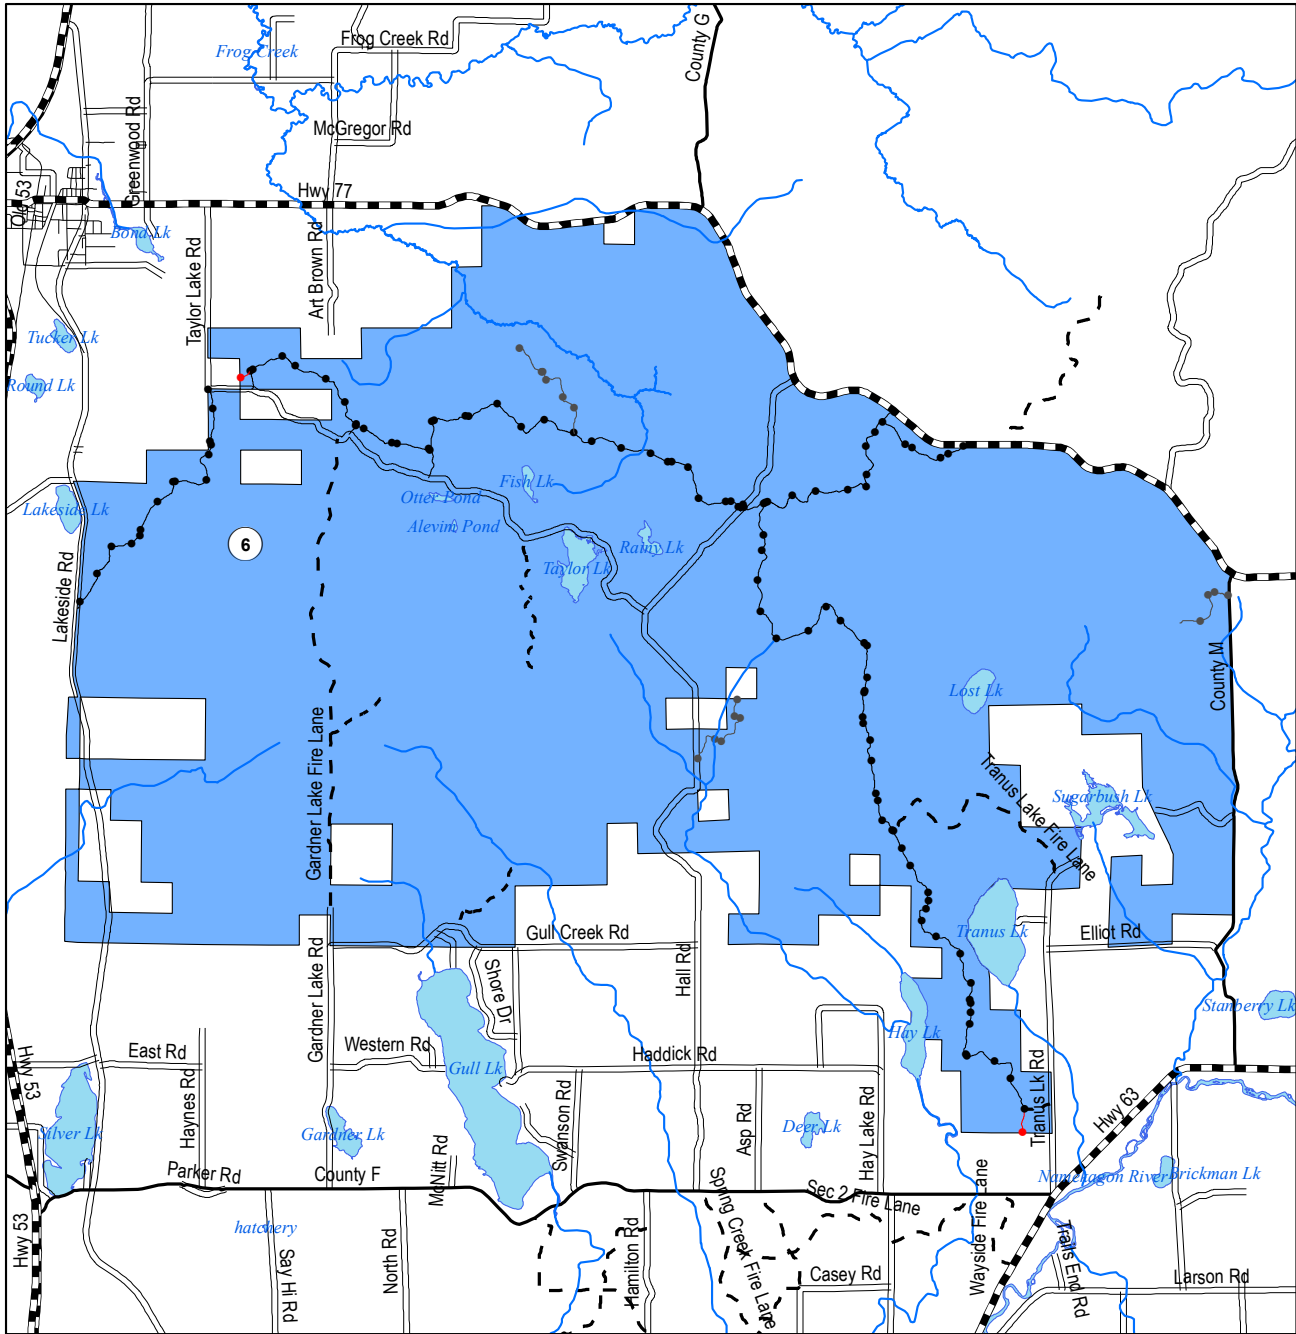 Frog Creek Rd
County G
Frog Creek
Greenwood Rd
McGregor Rd
Hwy 77
Old 53
Bond Lk
Taylor Lake Rd
Art Brown Rd
Tucker Lk
Round Lk
Lakeside Lk
Otter Pond
Fish Lk
Alevim Pond
6
Rainy Lk
Taylor Lk
Lakeside Rd
Lost Lk
County M
Gardner Lake Fire Lane
Tranus Lake Fire Lane
Sugarbush Lk
Tranus Lk
Elliot Rd
Gull Creek Rd
Hall Rd
Shore Dr
Gardner Lake Rd
Stanberry Lk
Hay Lk
Western Rd
East Rd
Haddick Rd
Hwy 53
Gull Lk
Tranus Lk Rd
Hwy 63
Haynes Rd
Silver Lk
Gardner Lk
Swanson Rd
Asp Rd
Deer Lk
Hay Lake Rd
McNitt Rd
Parker Rd
County F
Namekagon River
Brickman Lk
Sec 2 Fire Lane
Spring Creek Fire Lane
Wayside Fire Lane
hatchery
Hwy 53
Say Hi Rd
North Rd
Hamilton Rd
Casey Rd
Trails End Rd
Larson Rd